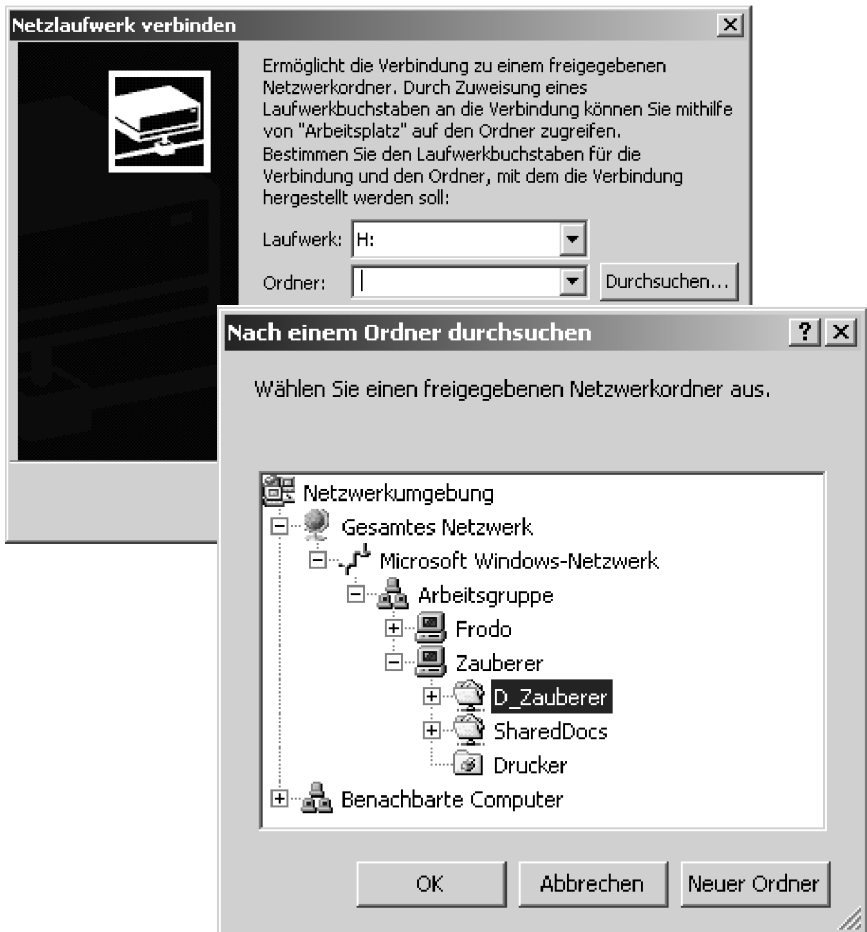 Netzlaufwerk verbinden
Ermöglicht die Verbindung zu einem freigegebenen
Netzwerkordner. Durch Zuweisung eines
Laufwerkbuchstaben an die Verbindung können Sie mithilfe
von "Arbeitsplatz" auf den Ordner zugreifen.
Bestimmen Sie den Laufwerkbuchstaben für die
Verbindung und den Ordner, mit dem die Verbindung
hergestellt werden soll:
Laufwerk: H:
Ordner: Durchsuchen...
Nach einem Ordner durchsuchen
Wählen Sie einen freigegebenen Netzwerkordner aus.
Netzwerkumgebung
Gesamtes Netzwerk
Microsoft Windows-Netzwerk
Arbeitsgruppe
Frodo
Zauberer
D_Zauberer
SharedDocs
Drucker
Benachbarte Computer
OK Abbrechen Neuer Ordner